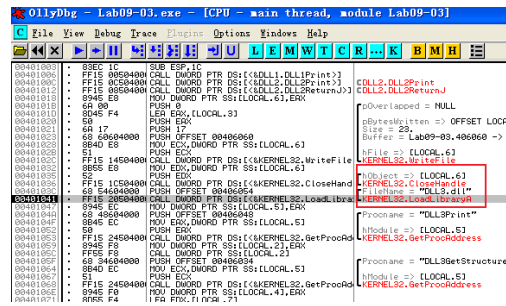 OllyDbg - Lab09-03.exe - [CPU - main thread, module Lab09-03]
C File View Debug Trace Plugins Options Windows Help
L E M W T C R ... K B M H
00401003 83EC 1C SUB ESP,1C
00401006 FF15 CALL DWORD PTR DS:[<&DLL1.DLL1Print>]
0040100C FF15 CALL DWORD PTR DS:[<&DLL2.DLL2Print>] DLL2.DLL2Print
00401012 FF15 CALL DWORD PTR DS:[<&DLL2.DLL2ReturnJ>] DLL2.DLL2ReturnJ
00401018 8945 E8 MOV DWORD PTR SS:[LOCAL.6],EAX
0040101B 6A 00 PUSH 0 pOverlapped = NULL
0040101D 8D45 F4 LEA EAX,[LOCAL.3]
00401020 50 PUSH EAX pBytesWritten => OFFSET LOCA
00401021 6A 17 PUSH 17 Size = 23.
00401023 68 60604000 PUSH OFFSET 00406060 Buffer = Lab09-03.406060 ->
00401028 8B4D E8 MOV ECX,DWORD PTR SS:[LOCAL.6]
0040102B 51 PUSH ECX hFile => [LOCAL.6]
0040102C FF15 CALL DWORD PTR DS:[<&KERNEL32.WriteFile KERNEL32.WriteFile
00401032 8B55 E8 MOV EDX,DWORD PTR SS:[LOCAL.6]
00401035 52 PUSH EDX hObject => [LOCAL.6]
00401036 FF15 CALL DWORD PTR DS:[<&KERNEL32.CloseHand KERNEL32.CloseHandle
0040103C 68 54604000 PUSH OFFSET 00406054 FileName = "DLL3.dll"
00401041 FF15 CALL DWORD PTR DS:[<&KERNEL32.LoadLibrar KERNEL32.LoadLibraryA
00401047 8945 EC MOV DWORD PTR SS:[LOCAL.5],EAX
0040104A 68 48604000 PUSH OFFSET 00406048 Procname = "DLL3Print"
0040104F 8B45 EC MOV EAX,DWORD PTR SS:[LOCAL.5]
00401052 50 PUSH EAX hModule => [LOCAL.5]
00401053 FF15 CALL DWORD PTR DS:[<&KERNEL32.GetProcAdd KERNEL32.GetProcAddress
00401059 8945 F8 MOV DWORD PTR SS:[LOCAL.2],EAX
0040105C FF55 F8 CALL DWORD PTR SS:[LOCAL.2]
0040105F 68 34604000 PUSH OFFSET 00406034 Procname = "DLL3GetStructure
00401064 8B4D EC MOV ECX,DWORD PTR SS:[LOCAL.5]
00401067 51 PUSH ECX hModule => [LOCAL.5]
00401068 FF15 CALL DWORD PTR DS:[<&KERNEL32.GetProcAdd KERNEL32.GetProcAddress
0040106E 8945 F0 MOV DWORD PTR SS:[LOCAL.4],EAX
00401071 8D55 E4 LEA EDX,[LOCAL.7]